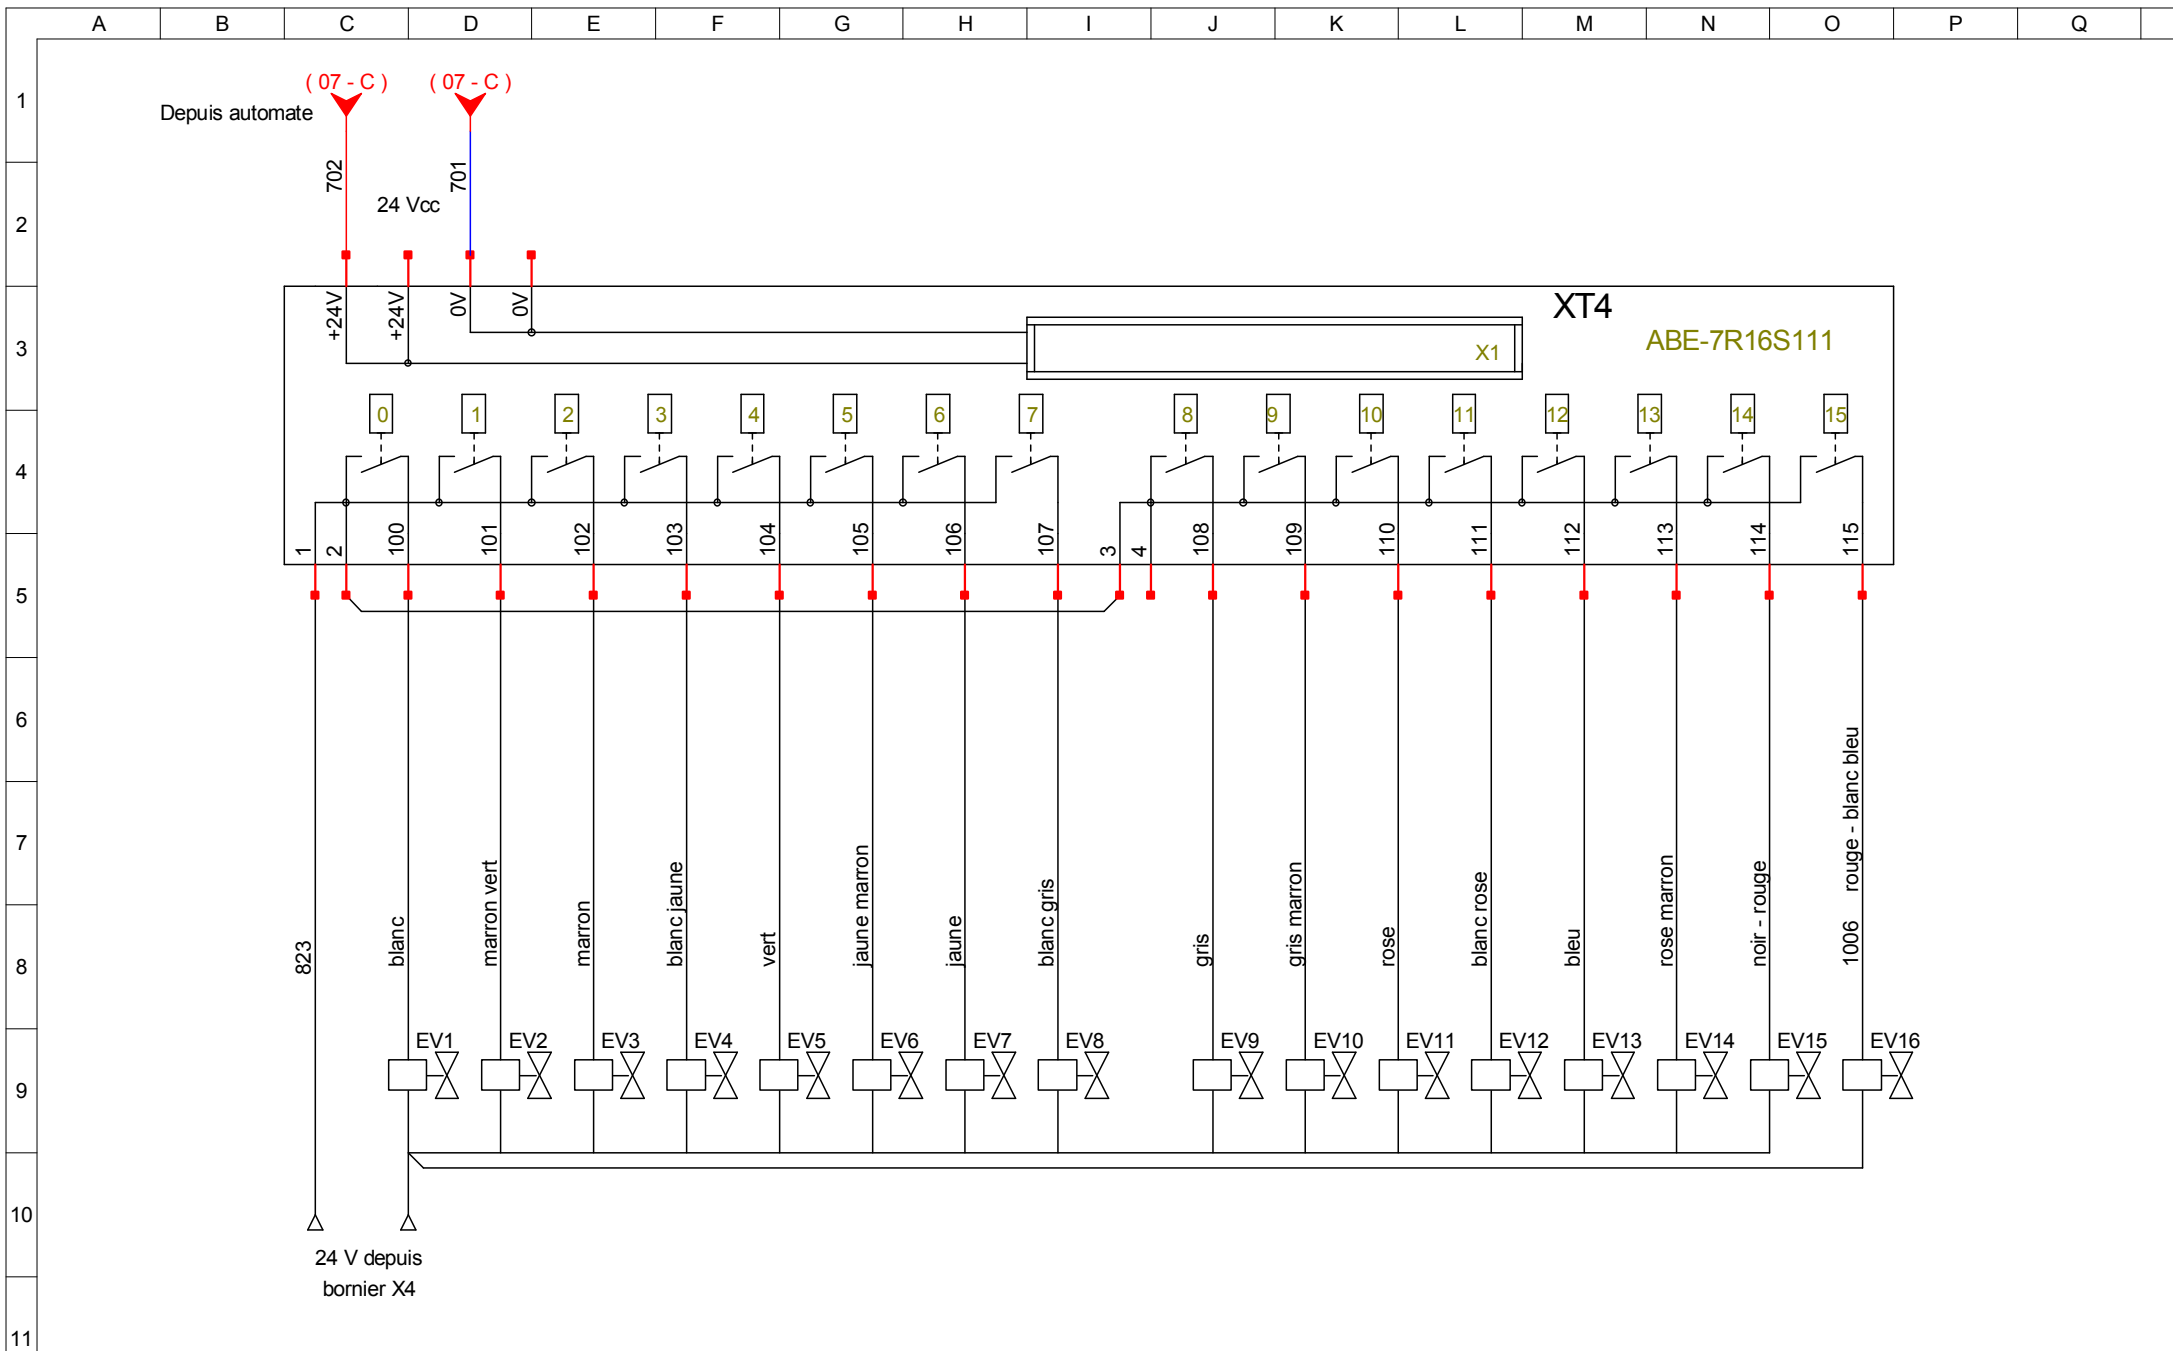 A B C D E F G H I J K L M N O P Q
( 07 - C ) ( 07 - C )
1
Depuis automate
702
701
24 Vcc
2
+24V +24V 0V 0V
XT4
ABE-7R16S111
X1
3
0 1 2 3 4 5 6 7 8 9 10 11 12 13 14 15
4
1 2 100 101 102 103 104 105 106 107 3 4 108 109 110 111 112 113 114 115
5
6
7
823
blanc
marron vert
marron
blanc jaune
vert
jaune marron
jaune
blanc gris
gris
gris marron
rose
blanc rose
bleu
rose marron
noir - rouge
1006 rouge - blanc bleu
8
EV1 EV2 EV3 EV4 EV5 EV6 EV7 EV8 EV9 EV10 EV11 EV12 EV13 EV14 EV15 EV16
9
10
24 V depuis
bornier X4
11